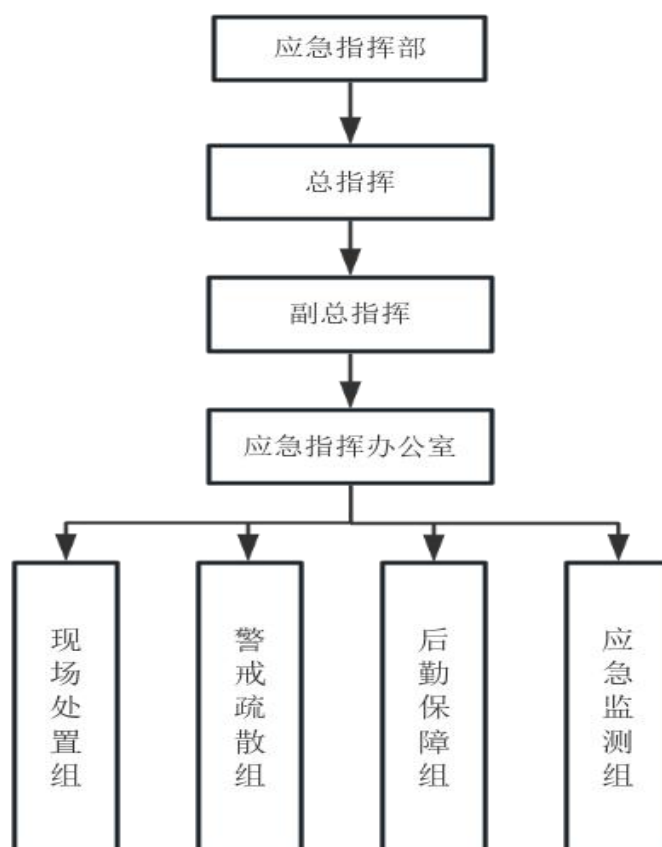 应急指挥部
总指挥
副总指挥
应急指挥办公室
现场处置组
警戒疏散组
后勤保障组
应急监测组